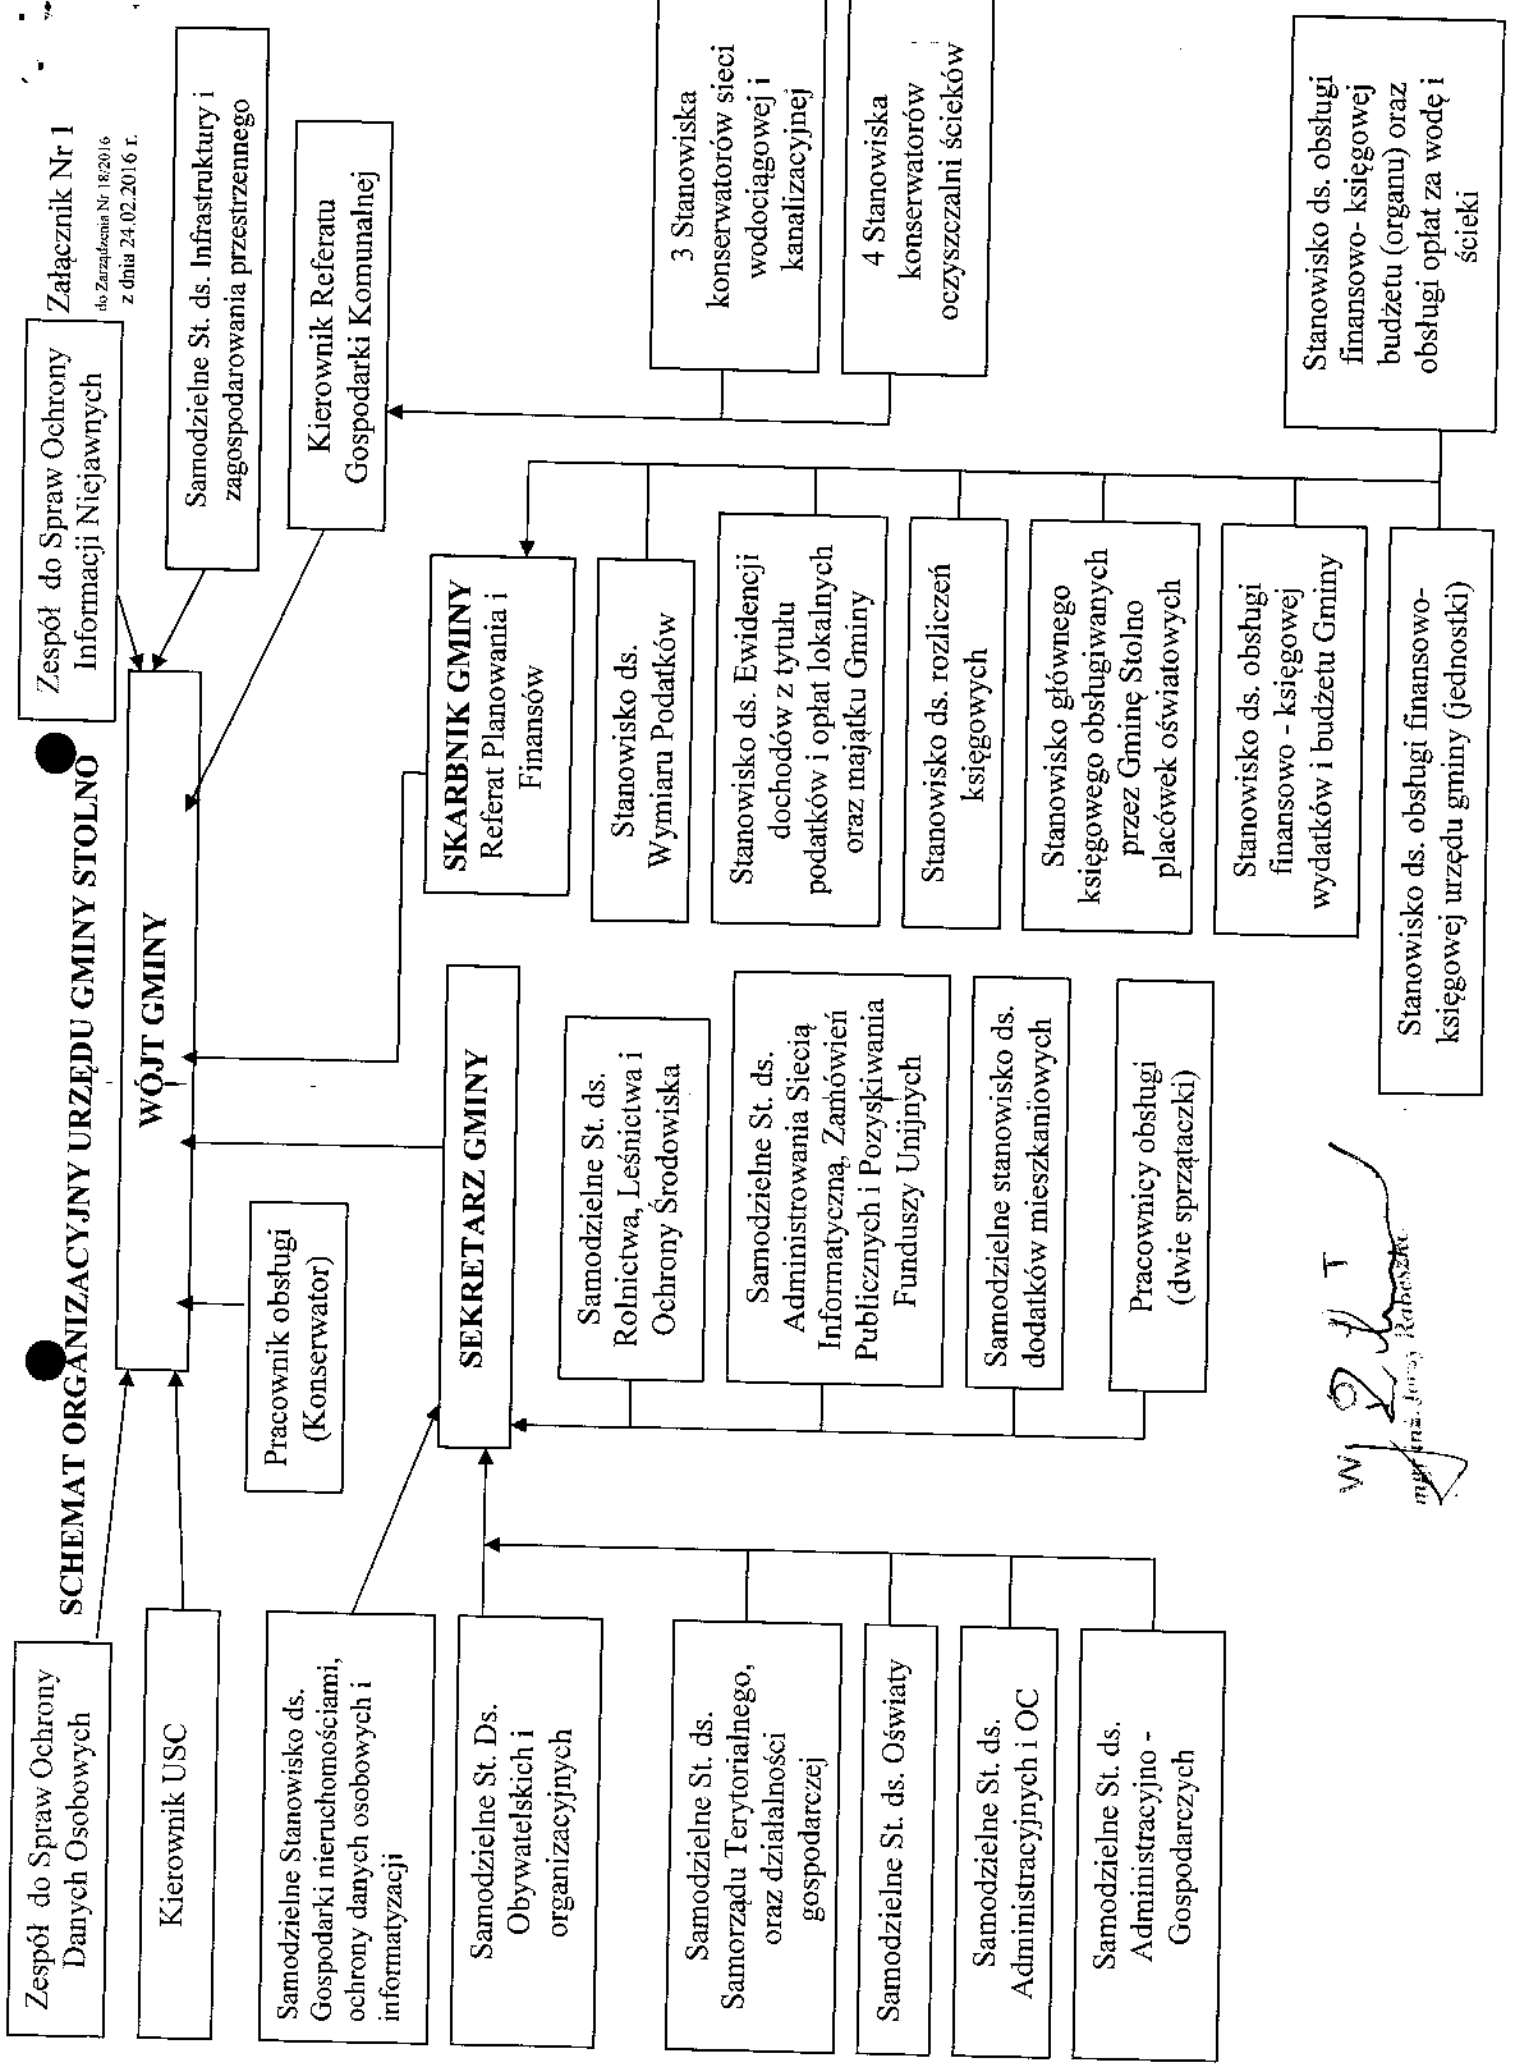 Załącznik Nr 1
do Zarządzenia Nr 18/2016
z dnia 24.02.2016 r.
SCHEMAT ORGANIZACYJNY URZĘDU GMINY STOLNO
Zespół do Spraw Ochrony
Danych Osobowych
Zespół do Spraw Ochrony
Informacji Niejawnych
WÓJT GMINY
Kierownik USC
Samodzielne St. ds. Infrastruktury i
zagospodarowania przestrzennego
Pracownik obsługi
(Konserwator)
Kierownik Referatu
Gospodarki Komunalnej
Samodzielne Stanowisko ds.
Gospodarki nieruchomościami,
ochrony danych osobowych i
informatyzacji
SEKRETARZ GMINY
SKARBNIK GMINY
Referat Planowania i
Finansów
Samodzielne St. Ds.
Obywatelskich i
organizacyjnych
Samodzielne St. ds.
Rolnictwa, Leśnictwa i
Ochrony Środowiska
Stanowisko ds.
Wymiaru Podatków
3 Stanowiska
konserwatorów sieci
wodociągowej i
kanalizacyjnej
Samodzielne St. ds.
Samorządu Terytorialnego,
oraz działalności
gospodarczej
Samodzielne St. ds.
Administrowania Siecią
Informatyczną, Zamówień
Publicznych i Pozyskiwania
Funduszy Unijnych
Stanowisko ds. Ewidencji
dochodów z tytułu
podatków i opłat lokalnych
oraz majątku Gminy
4 Stanowiska
konserwatorów
oczyszczalni ścieków
Samodzielne St. ds. Oświaty
Samodzielne St. ds.
Administracyjnych i OC
Samodzielne stanowisko ds.
dodatków mieszkaniowych
Stanowisko ds. rozliczeń
księgowych
Samodzielne St. ds.
Administracyjno -
Gospodarczych
Pracownicy obsługi
(dwie sprzątaczki)
Stanowisko głównego
księgowego obsługiwanych
przez Gminę Stolno
placówek oświatowych
Stanowisko ds. obsługi
finansowo - księgowej
wydatków i budżetu Gminy
Stanowisko ds. obsługi
finansowo- księgowej
budżetu (organu) oraz
obsługi opłat za wodę i
ścieki
Stanowisko ds. obsługi finansowo-
księgowej urzędu gminy (jednostki)
W Ó J T
mgr inż. Jerzy Rabeszko